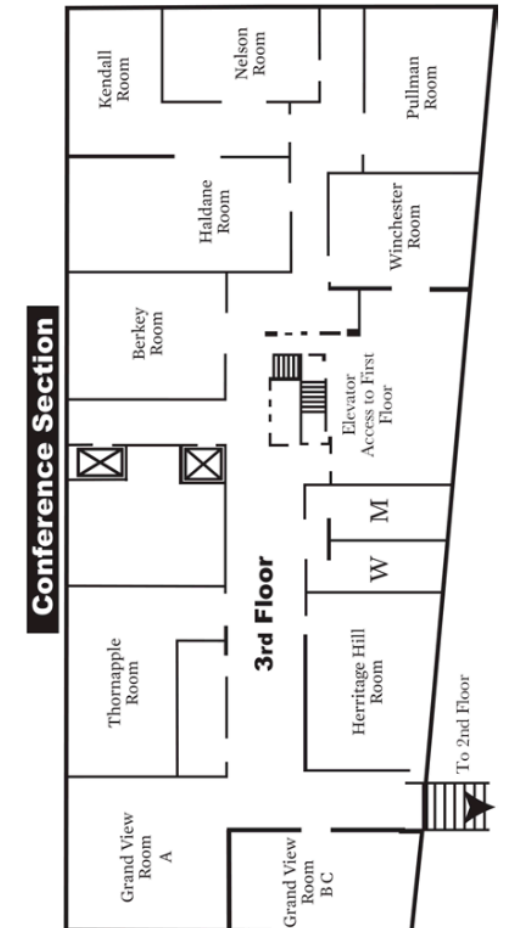 Conference Section
Kendall
Room
Nelson
Room
Pullman
Room
Haldane
Room
Winchester
Room
Berkey
Room
Elevator
Access to First
Floor
M
W
3rd Floor
Thornapple
Room
Herritage Hill
Room
To 2nd Floor
Grand View
Room
A
Grand View
Room
B C